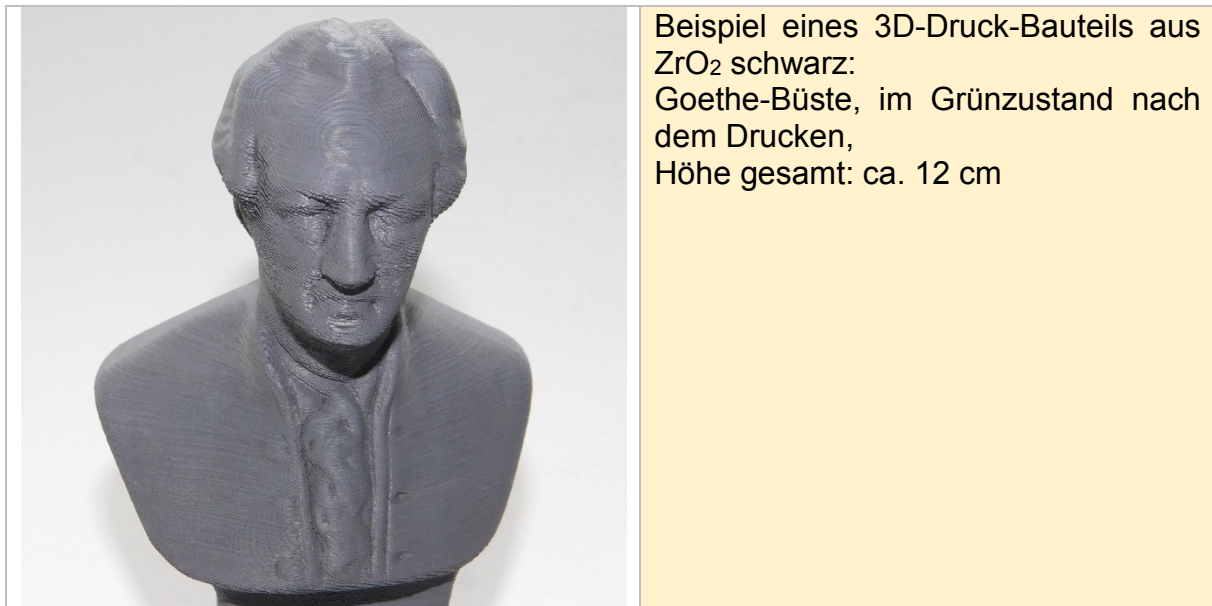 Beispiel eines 3D-Druck-Bauteils aus
ZrO₂ schwarz:
Goethe-Büste, im Grünzustand nach
dem Drucken,
Höhe gesamt: ca. 12 cm